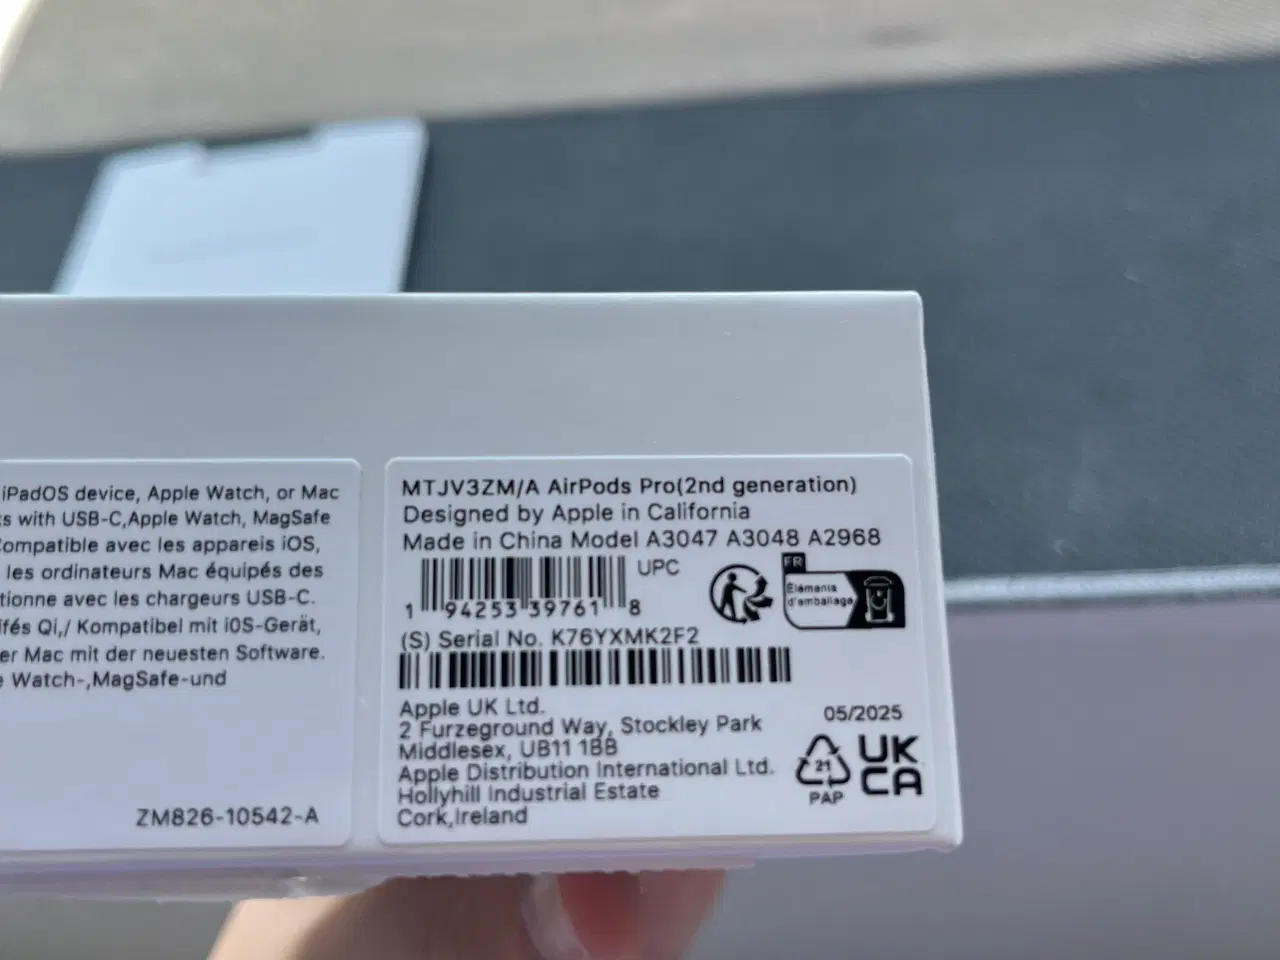 iPadOS device, Apple Watch, or Mac
with USB-C,Apple Watch, MagSafe
Compatible avec les appareils iOS,
les ordinateurs Mac équipés des
tionne avec les chargeurs USB-C.
ifés Qi,/ Kompatibel mit i0S-Gerät,
er Mac mit der neuesten Software.
e Watch-,MagSafe-und
ZM826-10542-A
MTJV3ZM/A AirPods Pro(2nd generation)
Designed by Apple in California
Made in China Model A3047 A3048 A2968
UPC
1 94253 39761 8
FR
Éléments
d'emballage
(S) Serial No. K76YXMK2F2
Apple UK Ltd.
2 Furzeground Way, Stockley Park
Middlesex, UB11 1BB
Apple Distribution International Ltd.
Hollyhill Industrial Estate
Cork,Ireland
05/2025
21
PAP
UK
CA